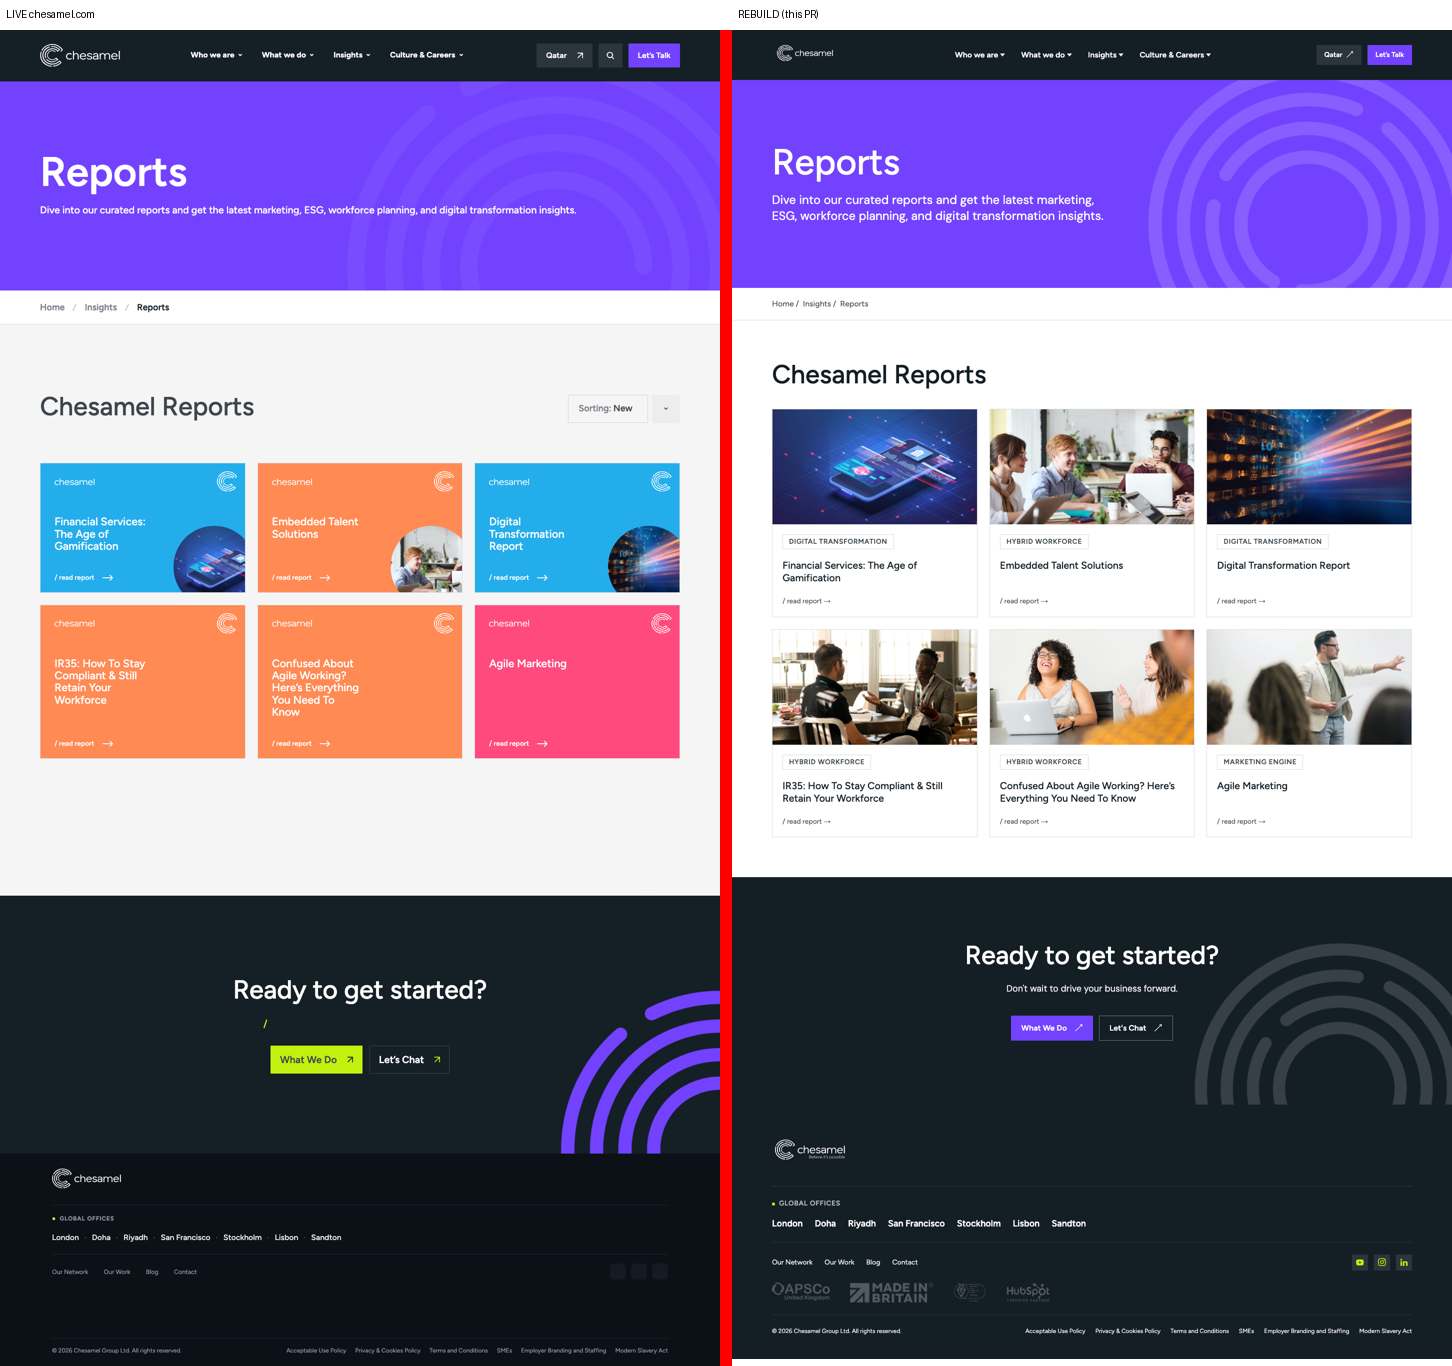 LIVE chesamel.com
chesamel
Who we are
What we do
Insights
Culture & Careers
Qatar
Let's Talk
Reports
Dive into our curated reports and get the latest marketing, ESG, workforce planning, and digital transformation insights.
Home / Insights / Reports
Chesamel Reports
Sorting: New
chesamel
Financial Services:
The Age of
Gamification
/ read report
chesamel
Embedded Talent
Solutions
/ read report
chesamel
Digital
Transformation
Report
/ read report
chesamel
IR35: How To Stay
Compliant & Still
Retain Your
Workforce
/ read report
chesamel
Confused About
Agile Working?
Here's Everything
You Need To
Know
/ read report
chesamel
Agile Marketing
/ read report
Ready to get started?
/
What We Do
Let's Chat
chesamel
GLOBAL OFFICES
London · Doha · Riyadh · San Francisco · Stockholm · Lisbon · Sandton
Our Network Our Work Blog Contact
© 2026 Chesamel Group Ltd. All rights reserved.
Acceptable Use Policy Privacy & Cookies Policy Terms and Conditions SMEs Employer Branding and Staffing Modern Slavery Act
REBUILD (this PR)
chesamel
Who we are
What we do
Insights
Culture & Careers
Qatar
Let's Talk
Reports
Dive into our curated reports and get the latest marketing,
ESG, workforce planning, and digital transformation insights.
Home / Insights / Reports
Chesamel Reports
DIGITAL TRANSFORMATION
Financial Services: The Age of
Gamification
/ read report →
HYBRID WORKFORCE
Embedded Talent Solutions
/ read report →
DIGITAL TRANSFORMATION
Digital Transformation Report
/ read report →
HYBRID WORKFORCE
IR35: How To Stay Compliant & Still
Retain Your Workforce
/ read report →
HYBRID WORKFORCE
Confused About Agile Working? Here's
Everything You Need To Know
/ read report →
MARKETING ENGINE
Agile Marketing
/ read report →
Ready to get started?
Don't wait to drive your business forward.
What We Do
Let's Chat
chesamel
Believe it's possible
GLOBAL OFFICES
London Doha Riyadh San Francisco Stockholm Lisbon Sandton
Our Network Our Work Blog Contact
APSCo
United Kingdom
MADE IN
BRITAIN
HubSpot
© 2026 Chesamel Group Ltd. All rights reserved.
Acceptable Use Policy Privacy & Cookies Policy Terms and Conditions SMEs Employer Branding and Staffing Modern Slavery Act